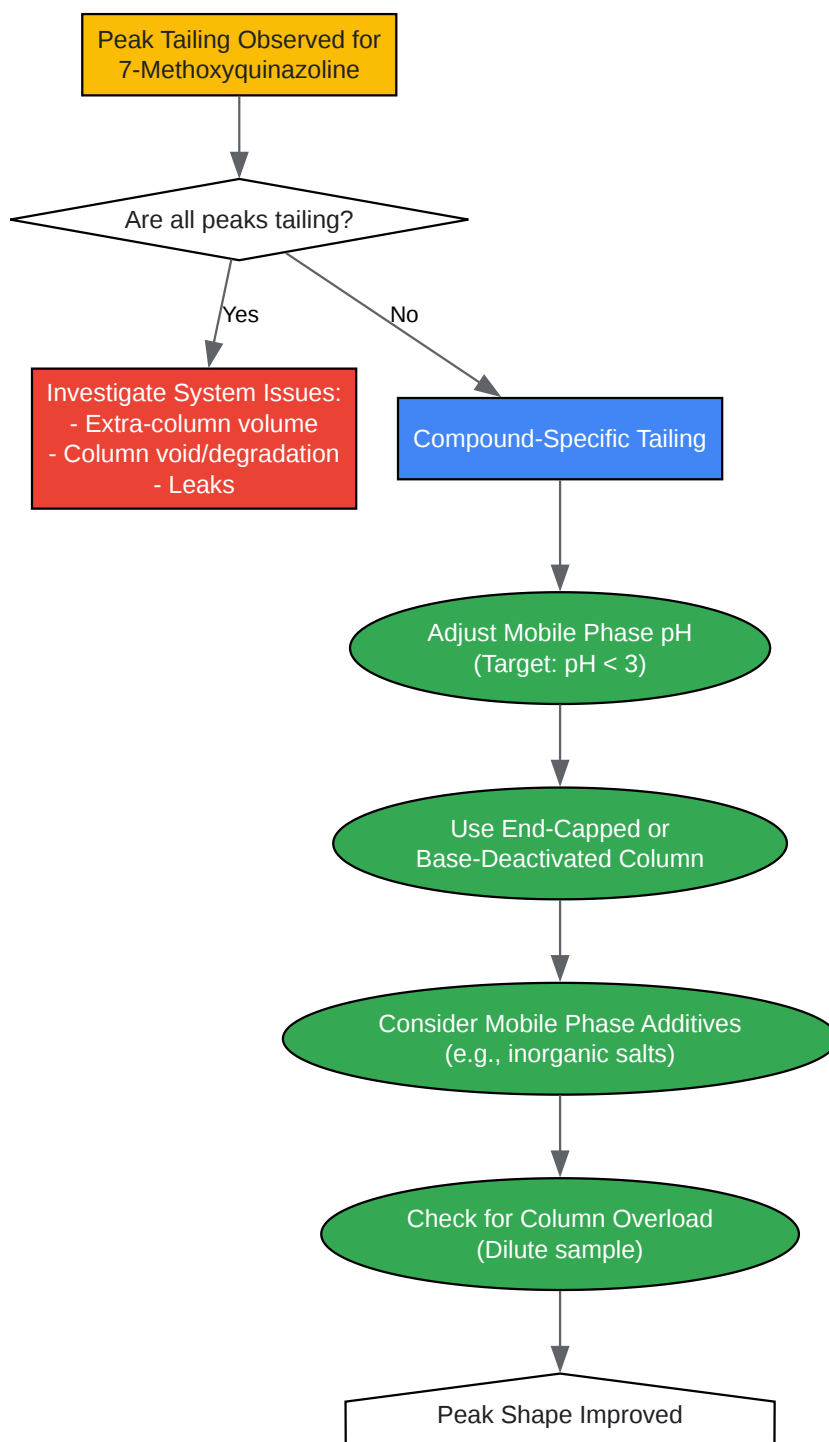 Peak Tailing Observed for
7-Methoxyquinazoline
Are all peaks tailing?
Yes
No
Investigate System Issues:
- Extra-column volume
- Column void/degradation
- Leaks
Compound-Specific Tailing
Adjust Mobile Phase pH
(Target: pH < 3)
Use End-Capped or
Base-Deactivated Column
Consider Mobile Phase Additives
(e.g., inorganic salts)
Check for Column Overload
(Dilute sample)
Peak Shape Improved